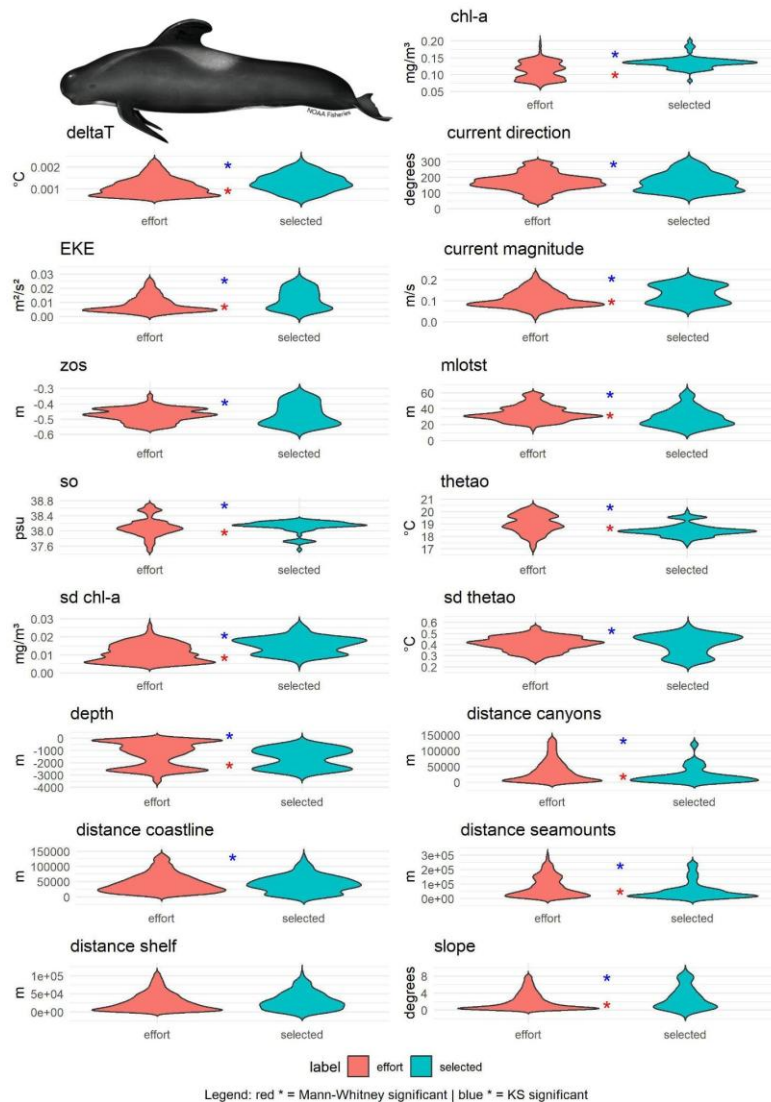 chl-a
mg/m³
0.20
0.15
0.10
0.05
effort selected
NOAA Fisheries
deltaT
°C
0.002
0.001
effort selected
current direction
degrees
300
200
100
0
effort selected
EKE
m²/s²
0.03
0.02
0.01
0.00
effort selected
current magnitude
m/s
0.2
0.1
0.0
effort selected
zos
m
-0.3
-0.4
-0.5
-0.6
effort selected
mlotst
m
60
40
20
0
effort selected
so
psu
38.8
38.4
38.0
37.6
effort selected
thetao
°C
21
20
19
18
17
effort selected
sd chl-a
mg/m³
0.03
0.02
0.01
0.00
effort selected
sd thetao
°C
0.6
0.5
0.4
0.3
0.2
effort selected
depth
m
0
-1000
-2000
-3000
-4000
effort selected
distance canyons
m
150000
100000
50000
0
effort selected
distance coastline
m
150000
100000
50000
0
effort selected
distance seamounts
m
3e+05
2e+05
1e+05
0e+00
effort selected
distance shelf
m
1e+05
5e+04
0e+00
effort selected
slope
degrees
8
4
0
effort selected
label effort selected
Legend: red * = Mann-Whitney significant | blue * = KS significant